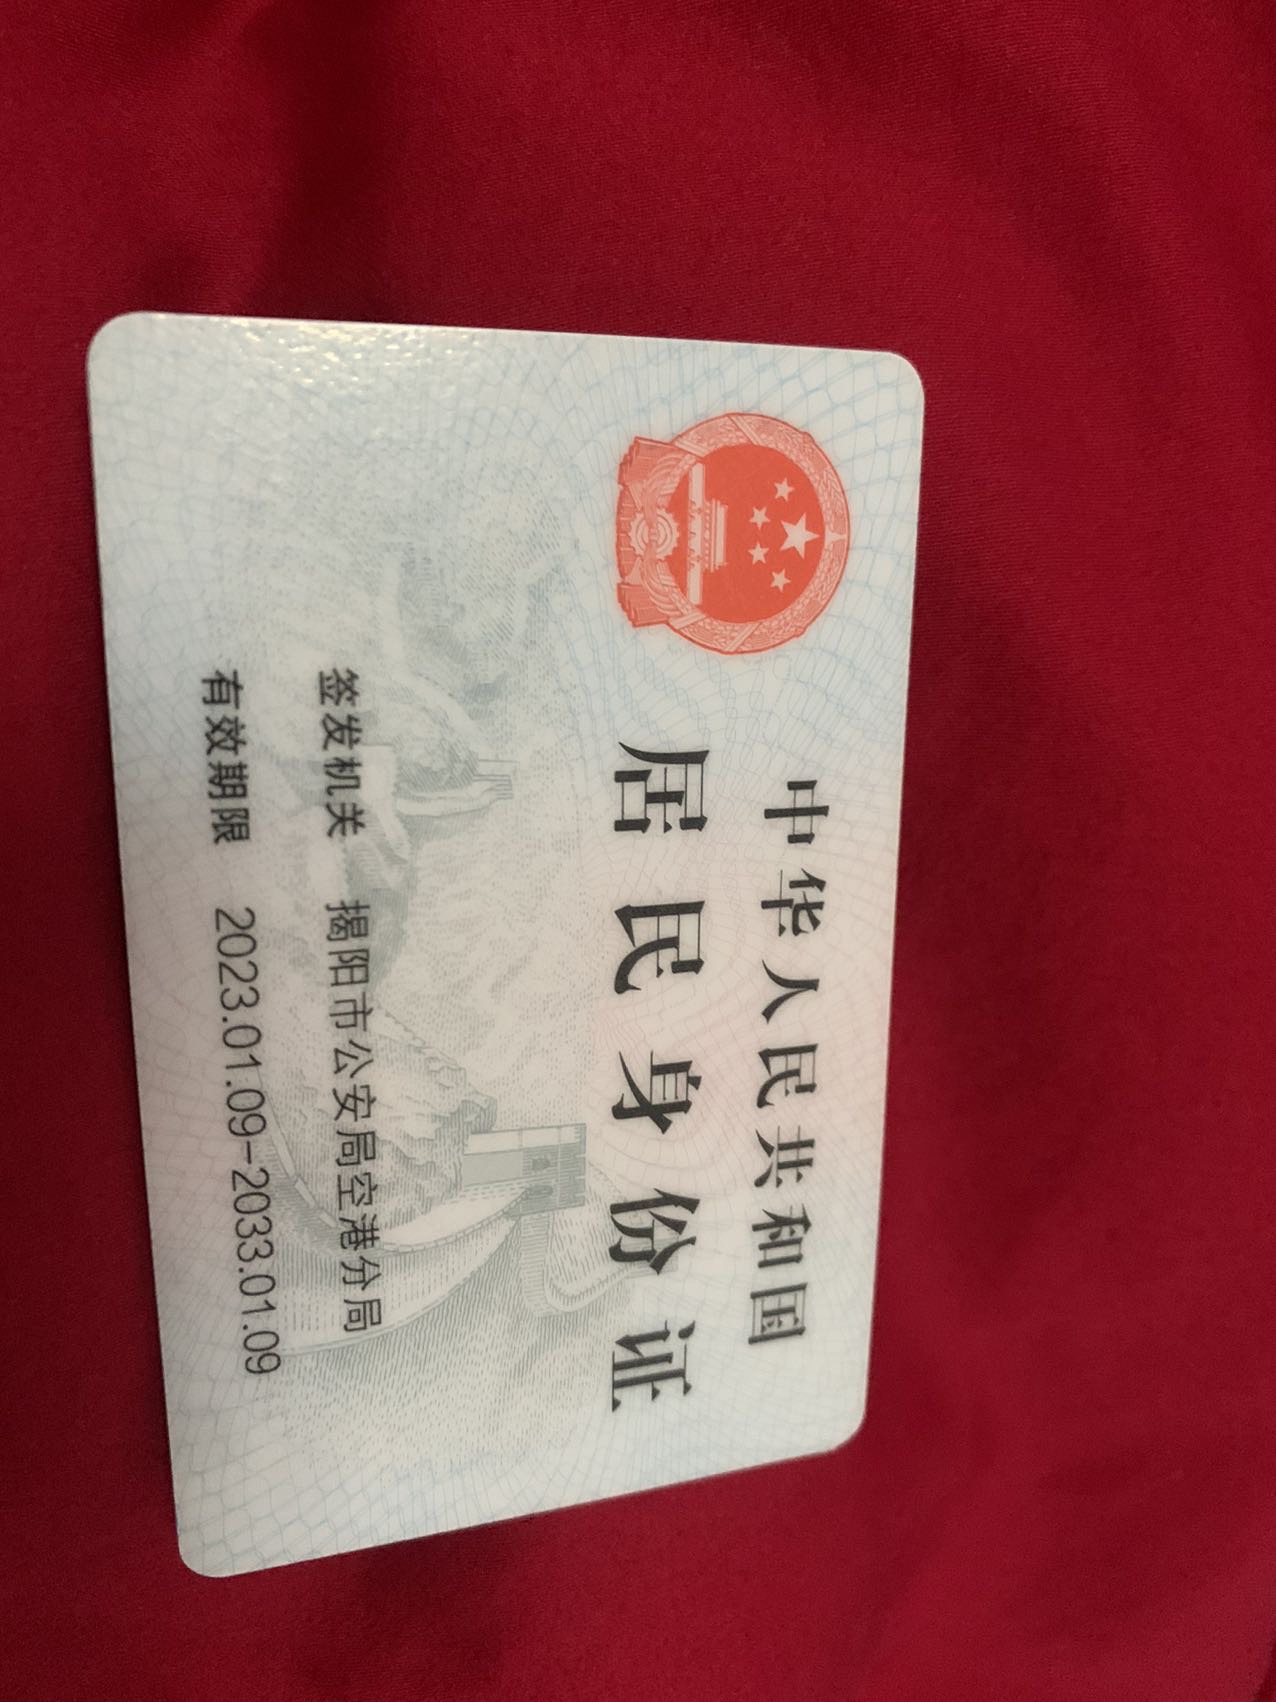 中华人民共和国
居民身份证
签发机关 揭阳市公安局空港分局
有效期限 2023.01.09-2033.01.09